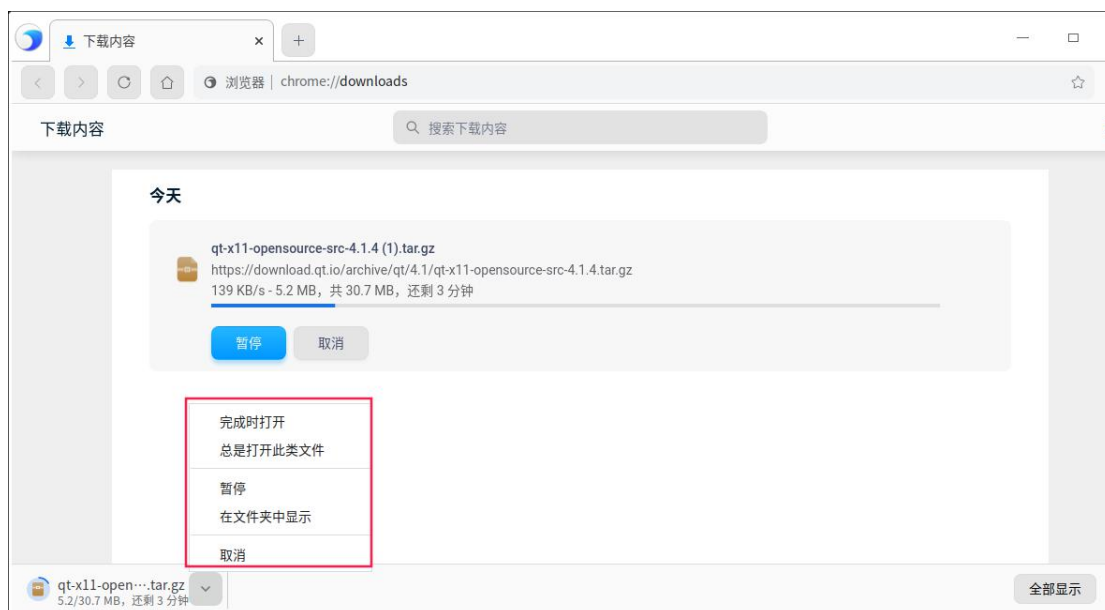 下载内容
浏览器 | chrome://downloads
下载内容
搜索下载内容
今天
qt-x11-opensource-src-4.1.4 (1).tar.gz
https://download.qt.io/archive/qt/4.1/qt-x11-opensource-src-4.1.4.tar.gz
139 KB/s - 5.2 MB，共 30.7 MB，还剩 3 分钟
暂停 取消
完成时打开
总是打开此类文件
暂停
在文件夹中显示
取消
qt-x11-open….tar.gz
5.2/30.7 MB，还剩 3 分钟
全部显示